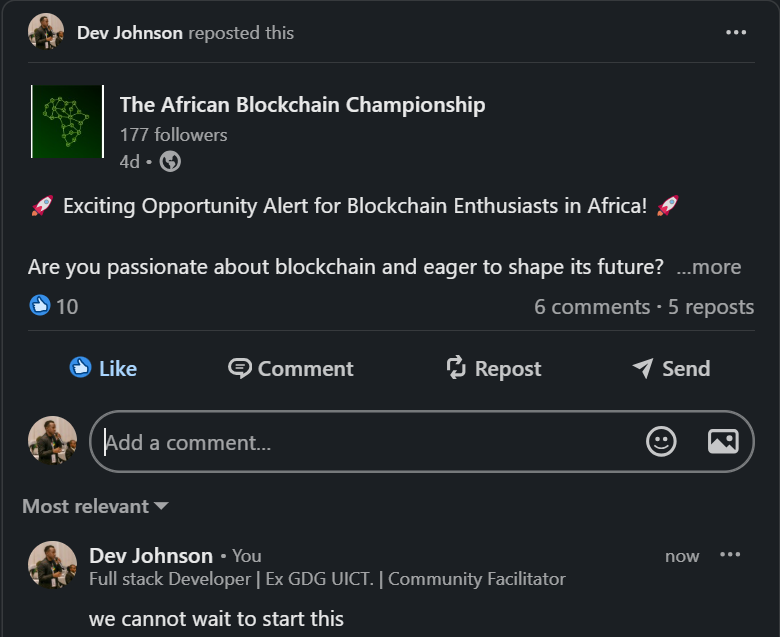 Dev Johnson reposted this
The African Blockchain Championship
177 followers
4d •
🚀 Exciting Opportunity Alert for Blockchain Enthusiasts in Africa! 🚀
Are you passionate about blockchain and eager to shape its future? ...more
10
6 comments · 5 reposts
Like
Comment
Repost
Send
Add a comment...
Most relevant
Dev Johnson • You
now
Full stack Developer | Ex GDG UICT. | Community Facilitator
we cannot wait to start this